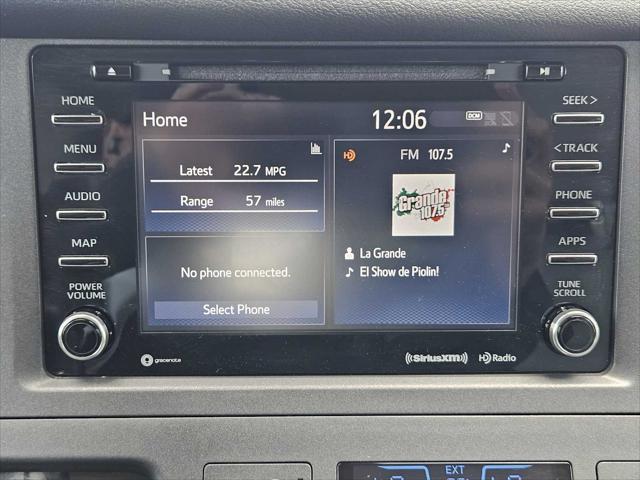 HOME
MENU
AUDIO
MAP
POWER
VOLUME
Home
12:06
DCM
Latest 22.7 MPG
Range 57 miles
No phone connected.
Select Phone
HD FM 107.5
Grande
107.5
La Grande
El Show de Piolin!
SEEK >
< TRACK
PHONE
APPS
TUNE
SCROLL
gracenote
((SiriusXM))
HD Radio
EXT